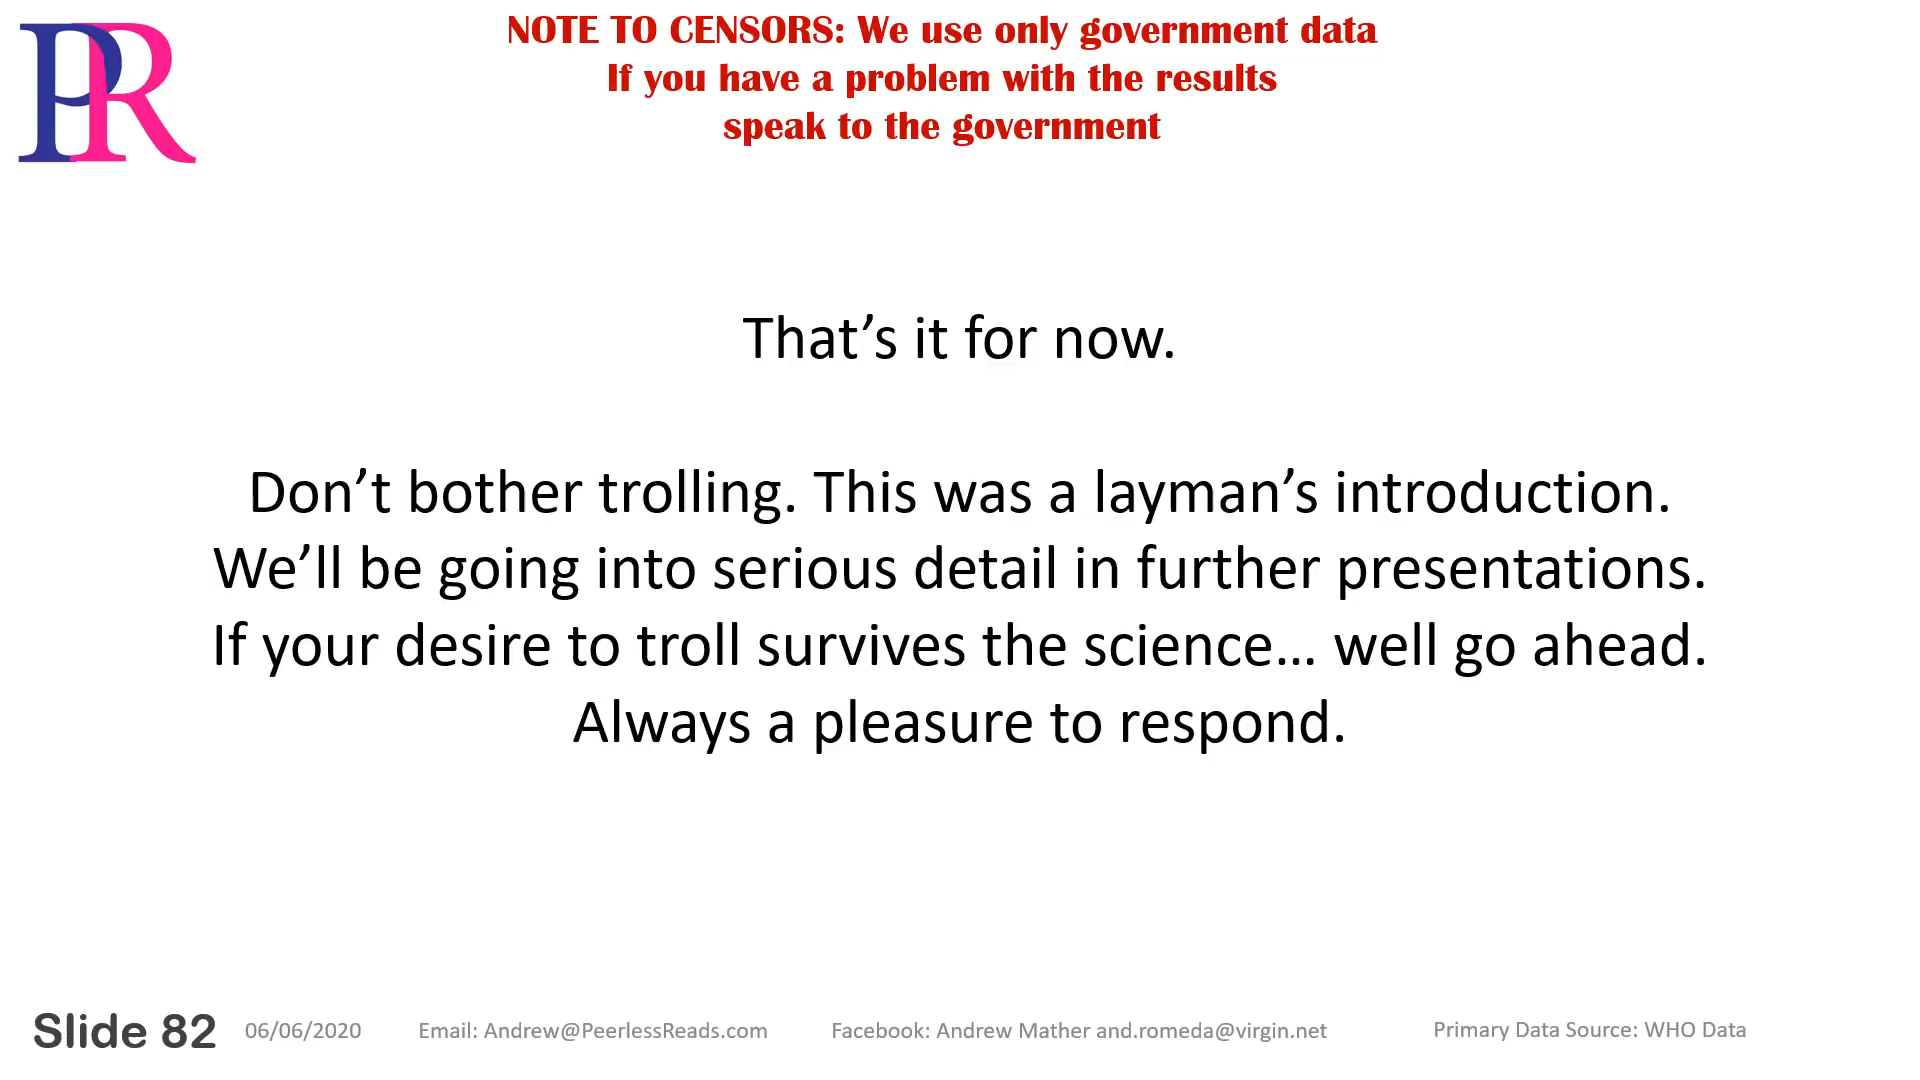 PR
NOTE TO CENSORS: We use only government data
If you have a problem with the results
speak to the government
That’s it for now.
Don’t bother trolling. This was a layman’s introduction.
We’ll be going into serious detail in further presentations.
If your desire to troll survives the science… well go ahead.
Always a pleasure to respond.
Slide 82 06/06/2020 Email: Andrew@PeerlessReads.com Facebook: Andrew Mather and.romeda@virgin.net Primary Data Source: WHO Data